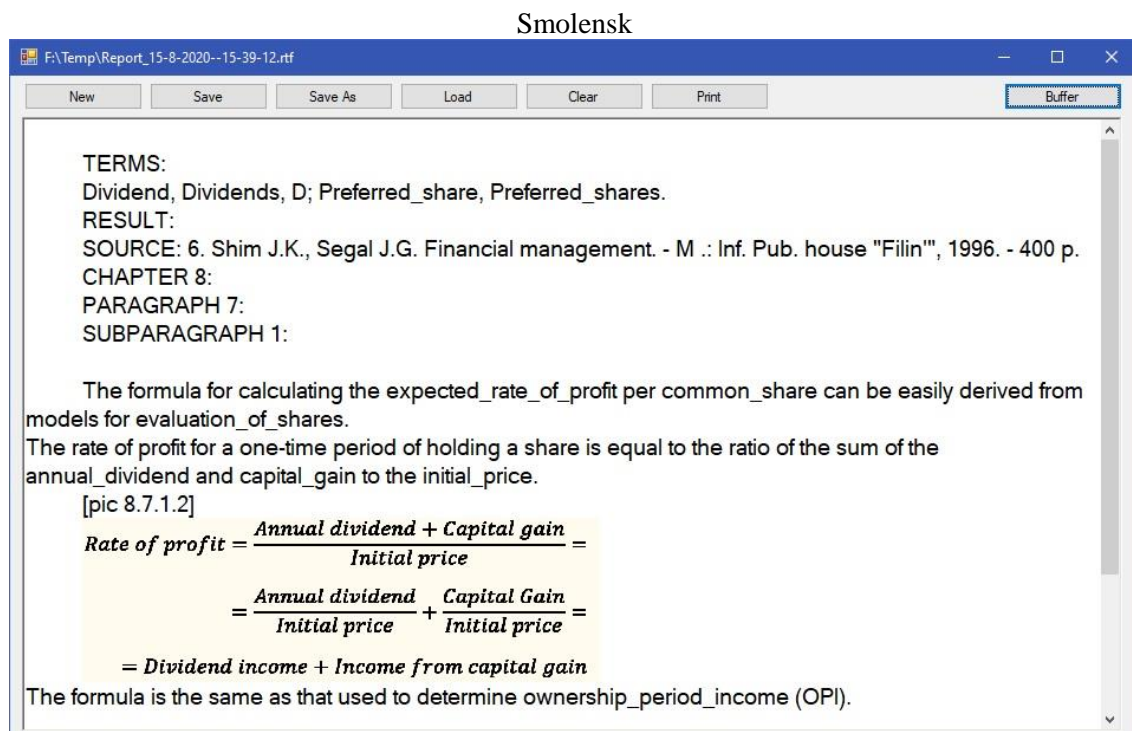 Smolensk
F:\Temp\Report_15-8-2020--15-39-12.rtf
New Save Save As Load Clear Print Buffer
TERMS:
Dividend, Dividends, D; Preferred_share, Preferred_shares.
RESULT:
SOURCE: 6. Shim J.K., Segal J.G. Financial management. - M .: Inf. Pub. house "Filin'", 1996. - 400 p.
CHAPTER 8:
PARAGRAPH 7:
SUBPARAGRAPH 1:
The formula for calculating the expected_rate_of_profit per common_share can be easily derived from
models for evaluation_of_shares.
The rate of profit for a one-time period of holding a share is equal to the ratio of the sum of the
annual_dividend and capital_gain to the initial_price.
[pic 8.7.1.2]
Annual dividend + Capital gain
Rate of profit = =
Initial price
Annual dividend Capital Gain
= + =
Initial price Initial price
= Dividend income + Income from capital gain
The formula is the same as that used to determine ownership_period_income (OPI).